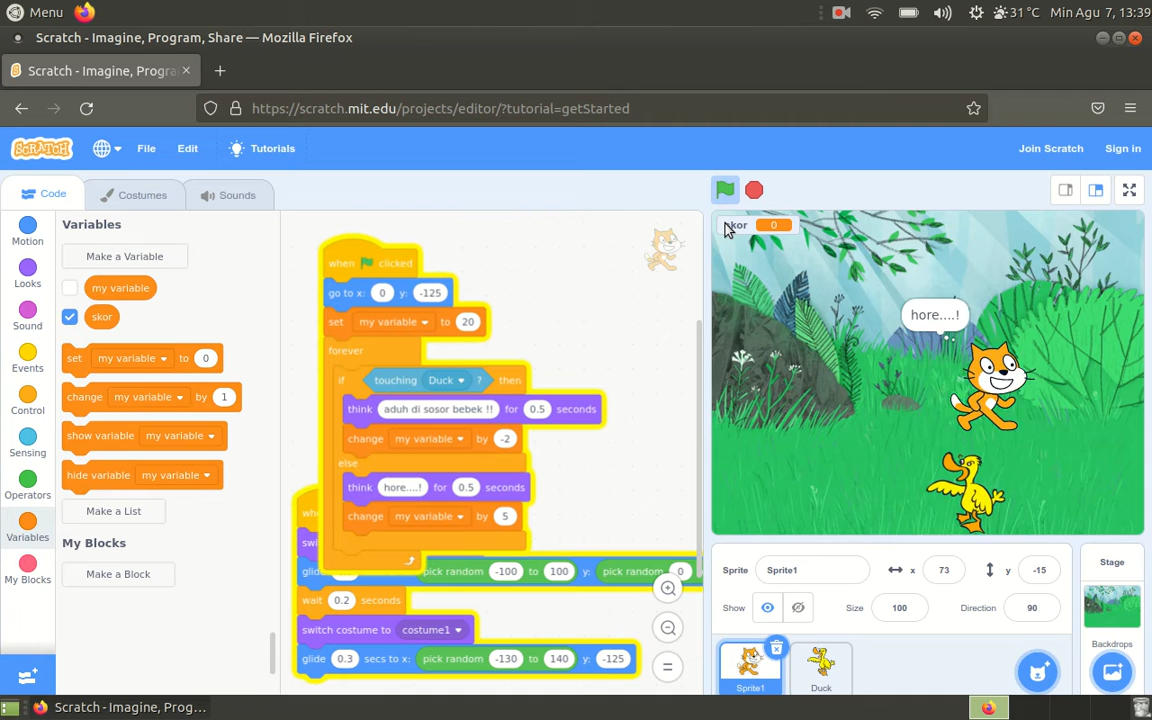 Menu
31 °C Min Agu 7, 13:39
Scratch - Imagine, Program, Share — Mozilla Firefox
Scratch - Imagine, Progra
https://scratch.mit.edu/projects/editor/?tutorial=getStarted
SCRATCH File Edit Tutorials Join Scratch Sign in
Code Costumes Sounds
Motion
Looks
Sound
Events
Control
Sensing
Operators
Variables
My Blocks
Variables
Make a Variable
my variable
skor
set my variable to 0
change my variable by 1
show variable my variable
hide variable my variable
Make a List
My Blocks
Make a Block
when clicked
go to x: 0 y: -125
set my variable to 20
forever
if touching Duck ? then
think aduh di sosor bebek !! for 0.5 seconds
change my variable by -2
else
think hore....! for 0.5 seconds
change my variable by 5
pick random -100 to 100 y: pick random 0
wait 0.2 seconds
switch costume to costume1
glide 0.3 secs to x: pick random -130 to 140 y: -125
skor 0
hore....!
Sprite Sprite1 x 73 y -15
Show Size 100 Direction 90
Sprite1
Duck
Stage
Backdrops
Scratch - Imagine, Prog...